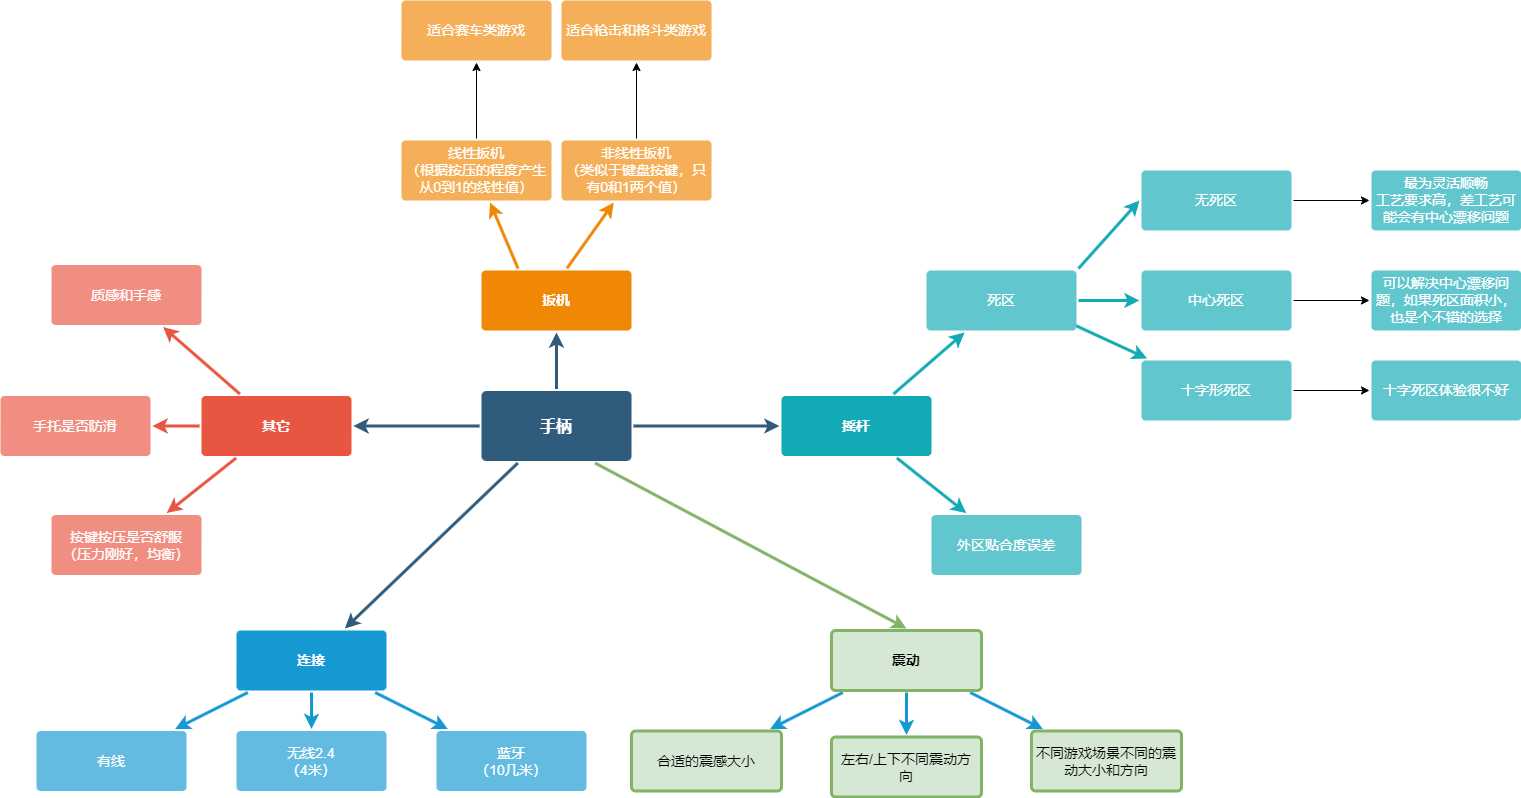 适合赛车类游戏
适合枪击和格斗类游戏
线性扳机
（根据按压的程度产生
从0到1的线性值）
非线性扳机
（类似于键盘按键，只
有0和1两个值）
扳机
质感和手感
手托是否防滑
其它
按键按压是否舒服
（压力刚好，均衡）
手柄
摇杆
死区
无死区
最为灵活顺畅
工艺要求高，差工艺可
能会有中心漂移问题
中心死区
可以解决中心漂移问
题，如果死区面积小，
也是个不错的选择
十字形死区
十字死区体验很不好
外区贴合度误差
连接
有线
无线2.4
（4米）
蓝牙
（10几米）
震动
合适的震感大小
左右/上下不同震动方
向
不同游戏场景不同的震
动大小和方向